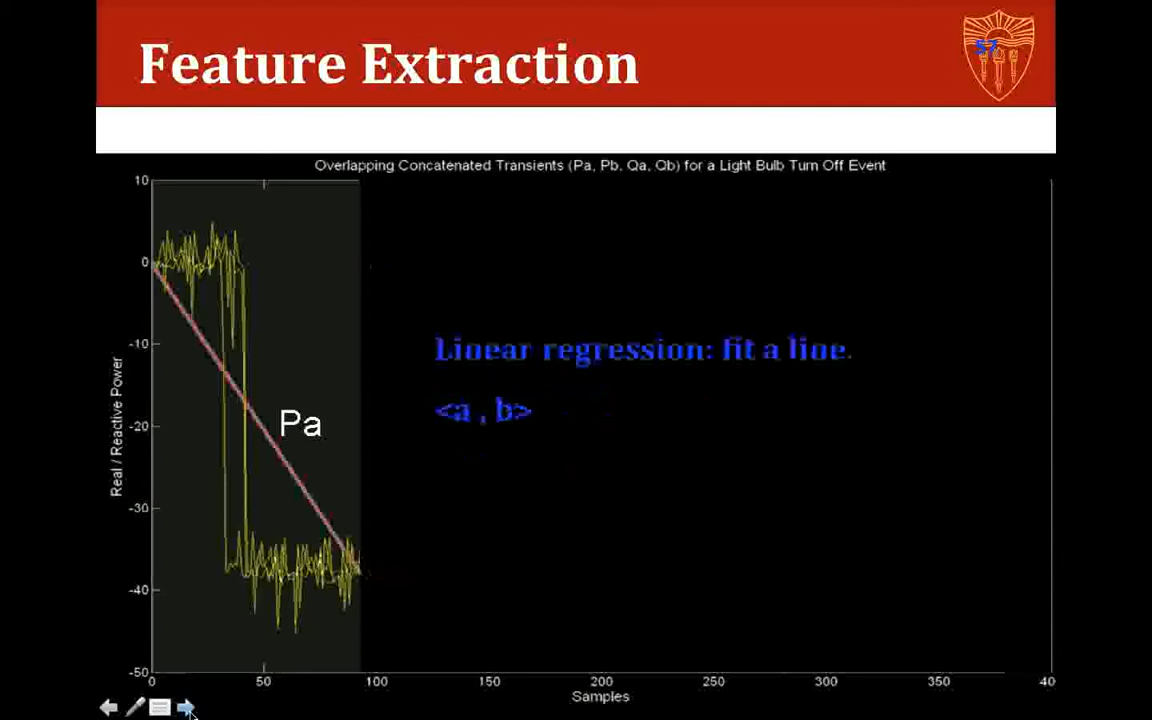 Feature Extraction
57
Overlapping Concatenated Transients (Pa, Pb, Qa, Qb) for a Light Bulb Turn Off Event
10
0
-10
-20
-30
-40
-50
Real / Reactive Power
Pa
Linear regression: fit a line.
<a , b>
0 50 100 150 200 250 300 350 40
Samples